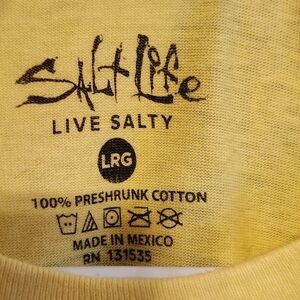 Salt Life
LIVE SALTY
LRG
100% PRESHRUNK COTTON
MADE IN MEXICO
RN 131535